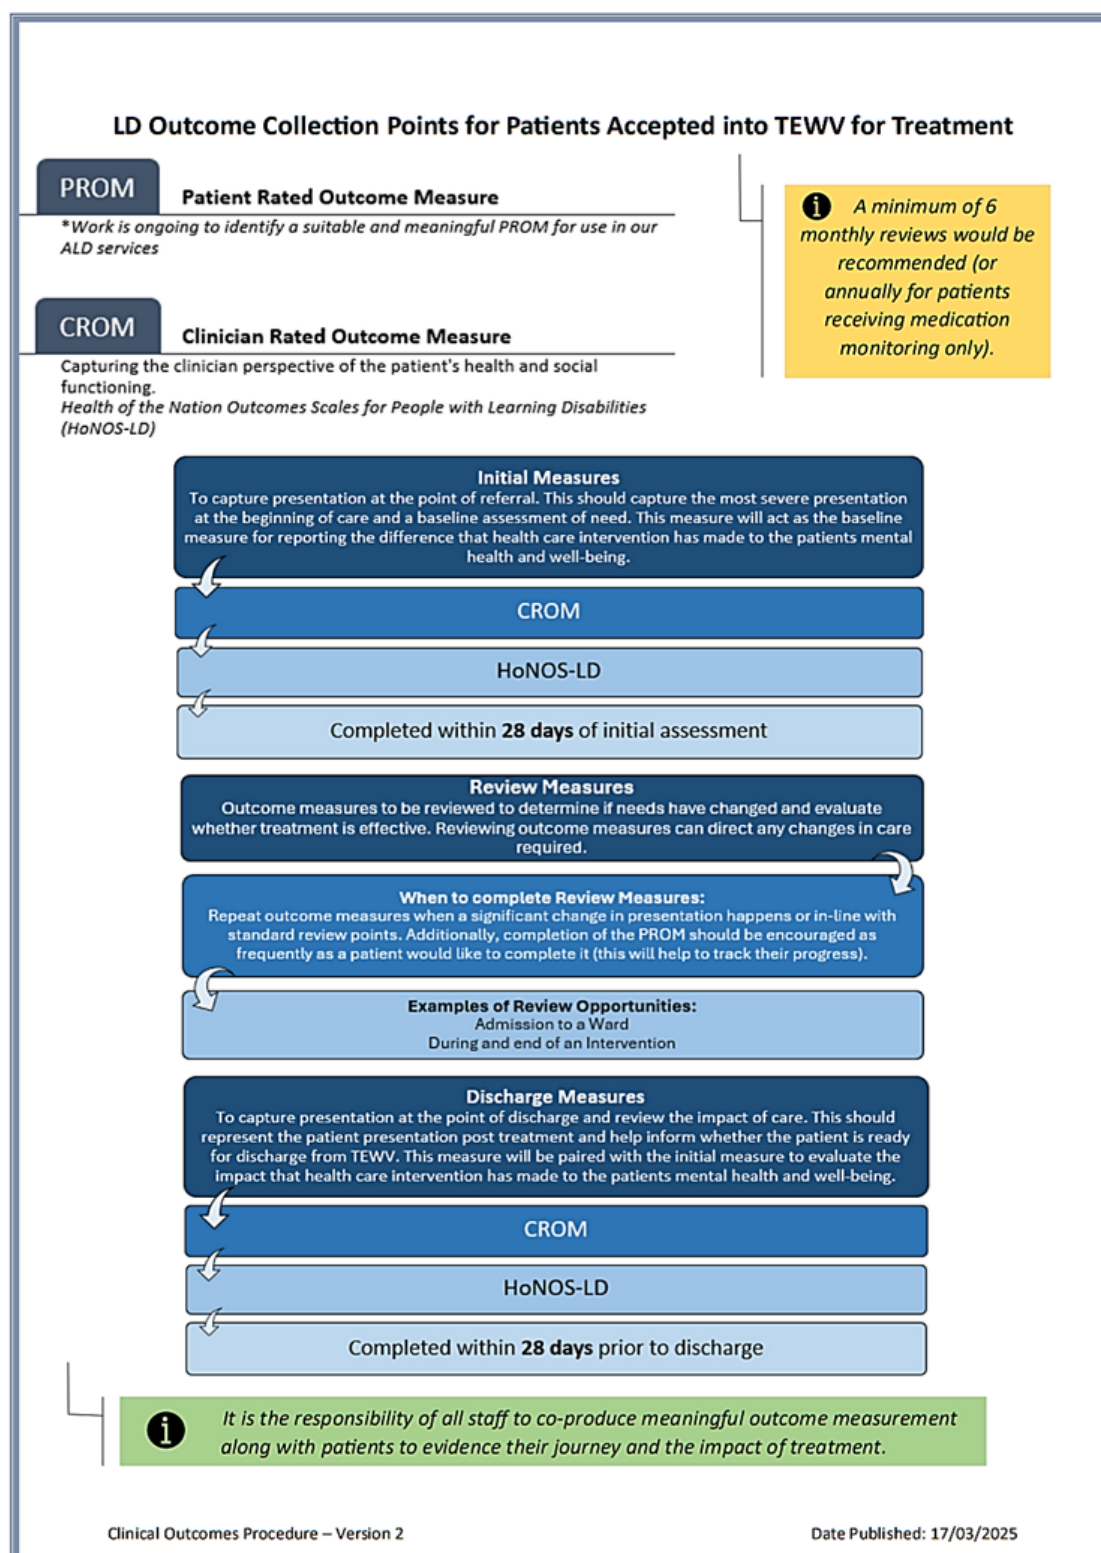 LD Outcome Collection Points for Patients Accepted into TEWV for Treatment
PROM
Patient Rated Outcome Measure
*Work is ongoing to identify a suitable and meaningful PROM for use in our
ALD services
A minimum of 6
monthly reviews would be
recommended (or
annually for patients
receiving medication
monitoring only).
CROM
Clinician Rated Outcome Measure
Capturing the clinician perspective of the patient's health and social
functioning.
Health of the Nation Outcomes Scales for People with Learning Disabilities
(HoNOS-LD)
Initial Measures
To capture presentation at the point of referral. This should capture the most severe presentation
at the beginning of care and a baseline assessment of need. This measure will act as the baseline
measure for reporting the difference that health care intervention has made to the patients mental
health and well-being.
CROM
HoNOS-LD
Completed within 28 days of initial assessment
Review Measures
Outcome measures to be reviewed to determine if needs have changed and evaluate
whether treatment is effective. Reviewing outcome measures can direct any changes in care
required.
When to complete Review Measures:
Repeat outcome measures when a significant change in presentation happens or in-line with
standard review points. Additionally, completion of the PROM should be encouraged as
frequently as a patient would like to complete it (this will help to track their progress).
Examples of Review Opportunities:
Admission to a Ward
During and end of an Intervention
Discharge Measures
To capture presentation at the point of discharge and review the impact of care. This should
represent the patient presentation post treatment and help inform whether the patient is ready
for discharge from TEWV. This measure will be paired with the initial measure to evaluate the
impact that health care intervention has made to the patients mental health and well-being.
CROM
HoNOS-LD
Completed within 28 days prior to discharge
It is the responsibility of all staff to co-produce meaningful outcome measurement
along with patients to evidence their journey and the impact of treatment.
Clinical Outcomes Procedure – Version 2
Date Published: 17/03/2025